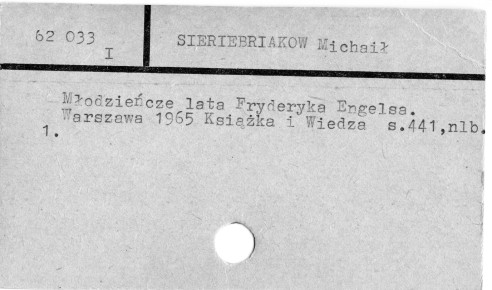 62 033
I
SIERIEBRIAKOW Michaił
Młodzieńcze lata Fryderyka Engelsa.
Warszawa 1965 Książka i Wiedza s.441,nlb.
1.